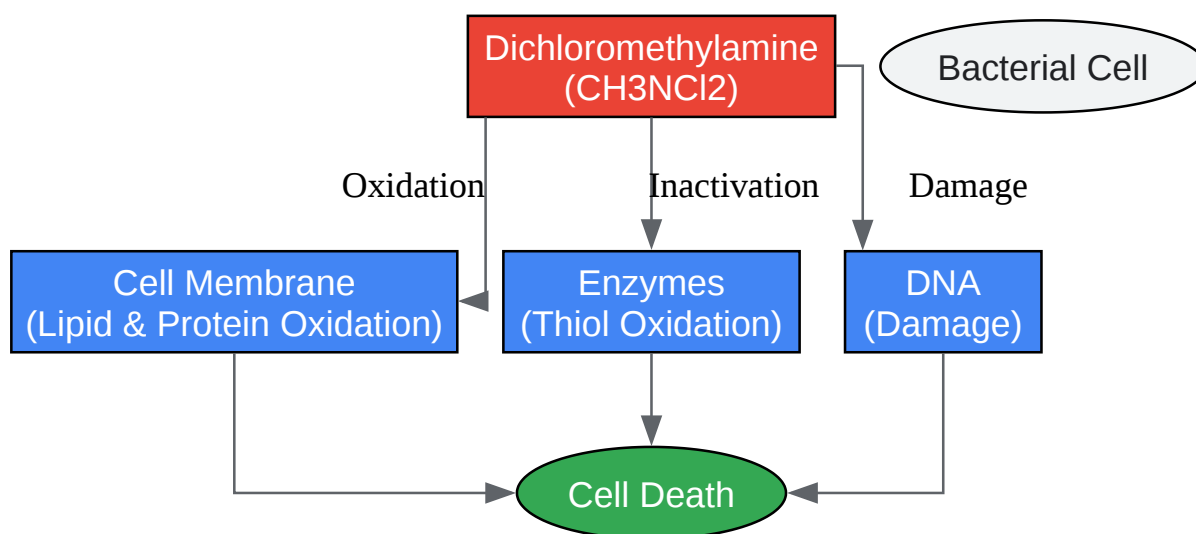 Dichloromethylamine
(CH3NCl2)
Bacterial Cell
Oxidation
Inactivation
Damage
Cell Membrane
(Lipid & Protein Oxidation)
Enzymes
(Thiol Oxidation)
DNA
(Damage)
Cell Death